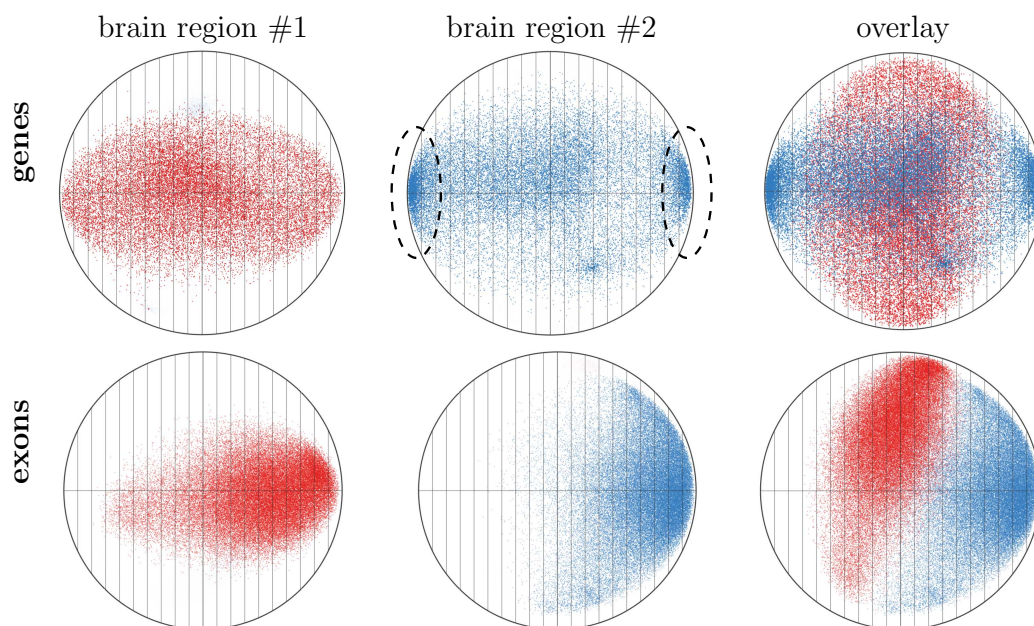 brain region #1
brain region #2
overlay
genes
exons